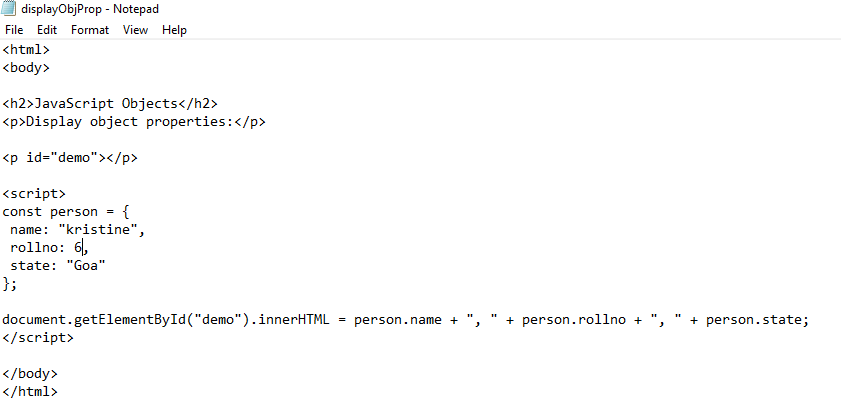 displayObjProp - Notepad
File Edit Format View Help
<html>
<body>
<h2>JavaScript Objects</h2>
<p>Display object properties:</p>
<p id="demo"></p>
<script>
const person = {
 name: "kristine",
 rollno: 6,
 state: "Goa"
};
document.getElementById("demo").innerHTML = person.name + ", " + person.rollno + ", " + person.state;
</script>
</body>
</html>